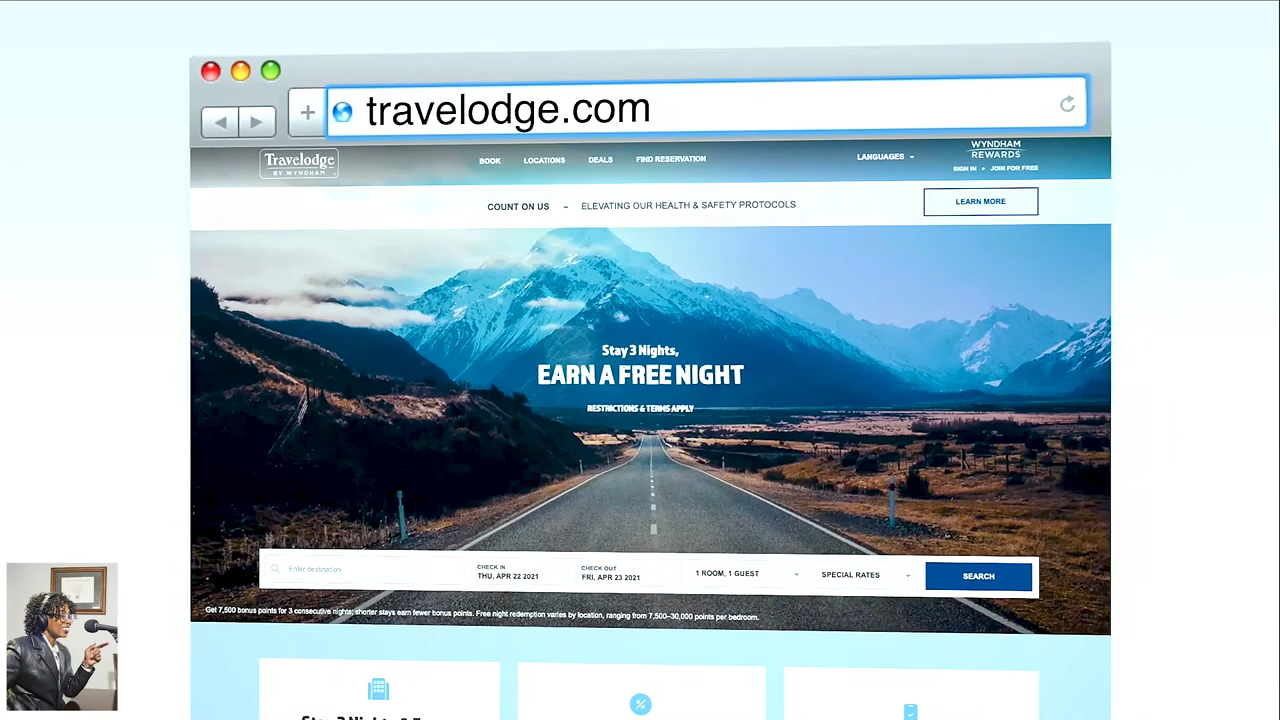 travelodge.com
Travelodge
BY WYNDHAM
BOOK LOCATIONS DEALS FIND RESERVATION LANGUAGES
WYNDHAM
REWARDS
SIGN IN • JOIN FOR FREE
COUNT ON US – ELEVATING OUR HEALTH & SAFETY PROTOCOLS LEARN MORE
Stay 3 Nights,
EARN A FREE NIGHT
RESTRICTIONS & TERMS APPLY
Enter destination
CHECK IN
THU, APR 22 2021
CHECK OUT
FRI, APR 23 2021
1 ROOM, 1 GUEST
SPECIAL RATES
SEARCH
Get 7,500 bonus points for 3 consecutive nights; shorter stays earn fewer bonus points. Free night redemption varies by location, ranging from 7,500–30,000 points per bedroom.